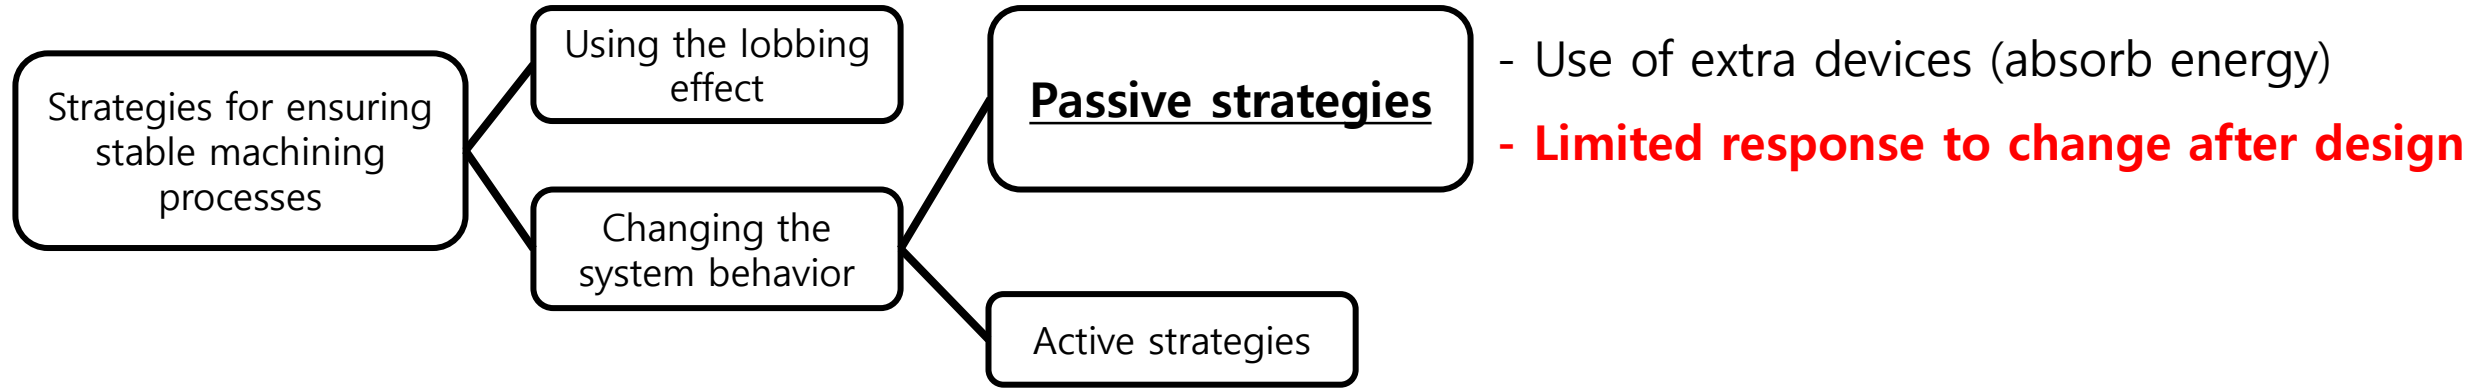 Strategies for ensuring
stable machining
processes
Using the lobbing
effect
Changing the
system behavior
Passive strategies
Active strategies
- Use of extra devices (absorb energy)
- Limited response to change after design